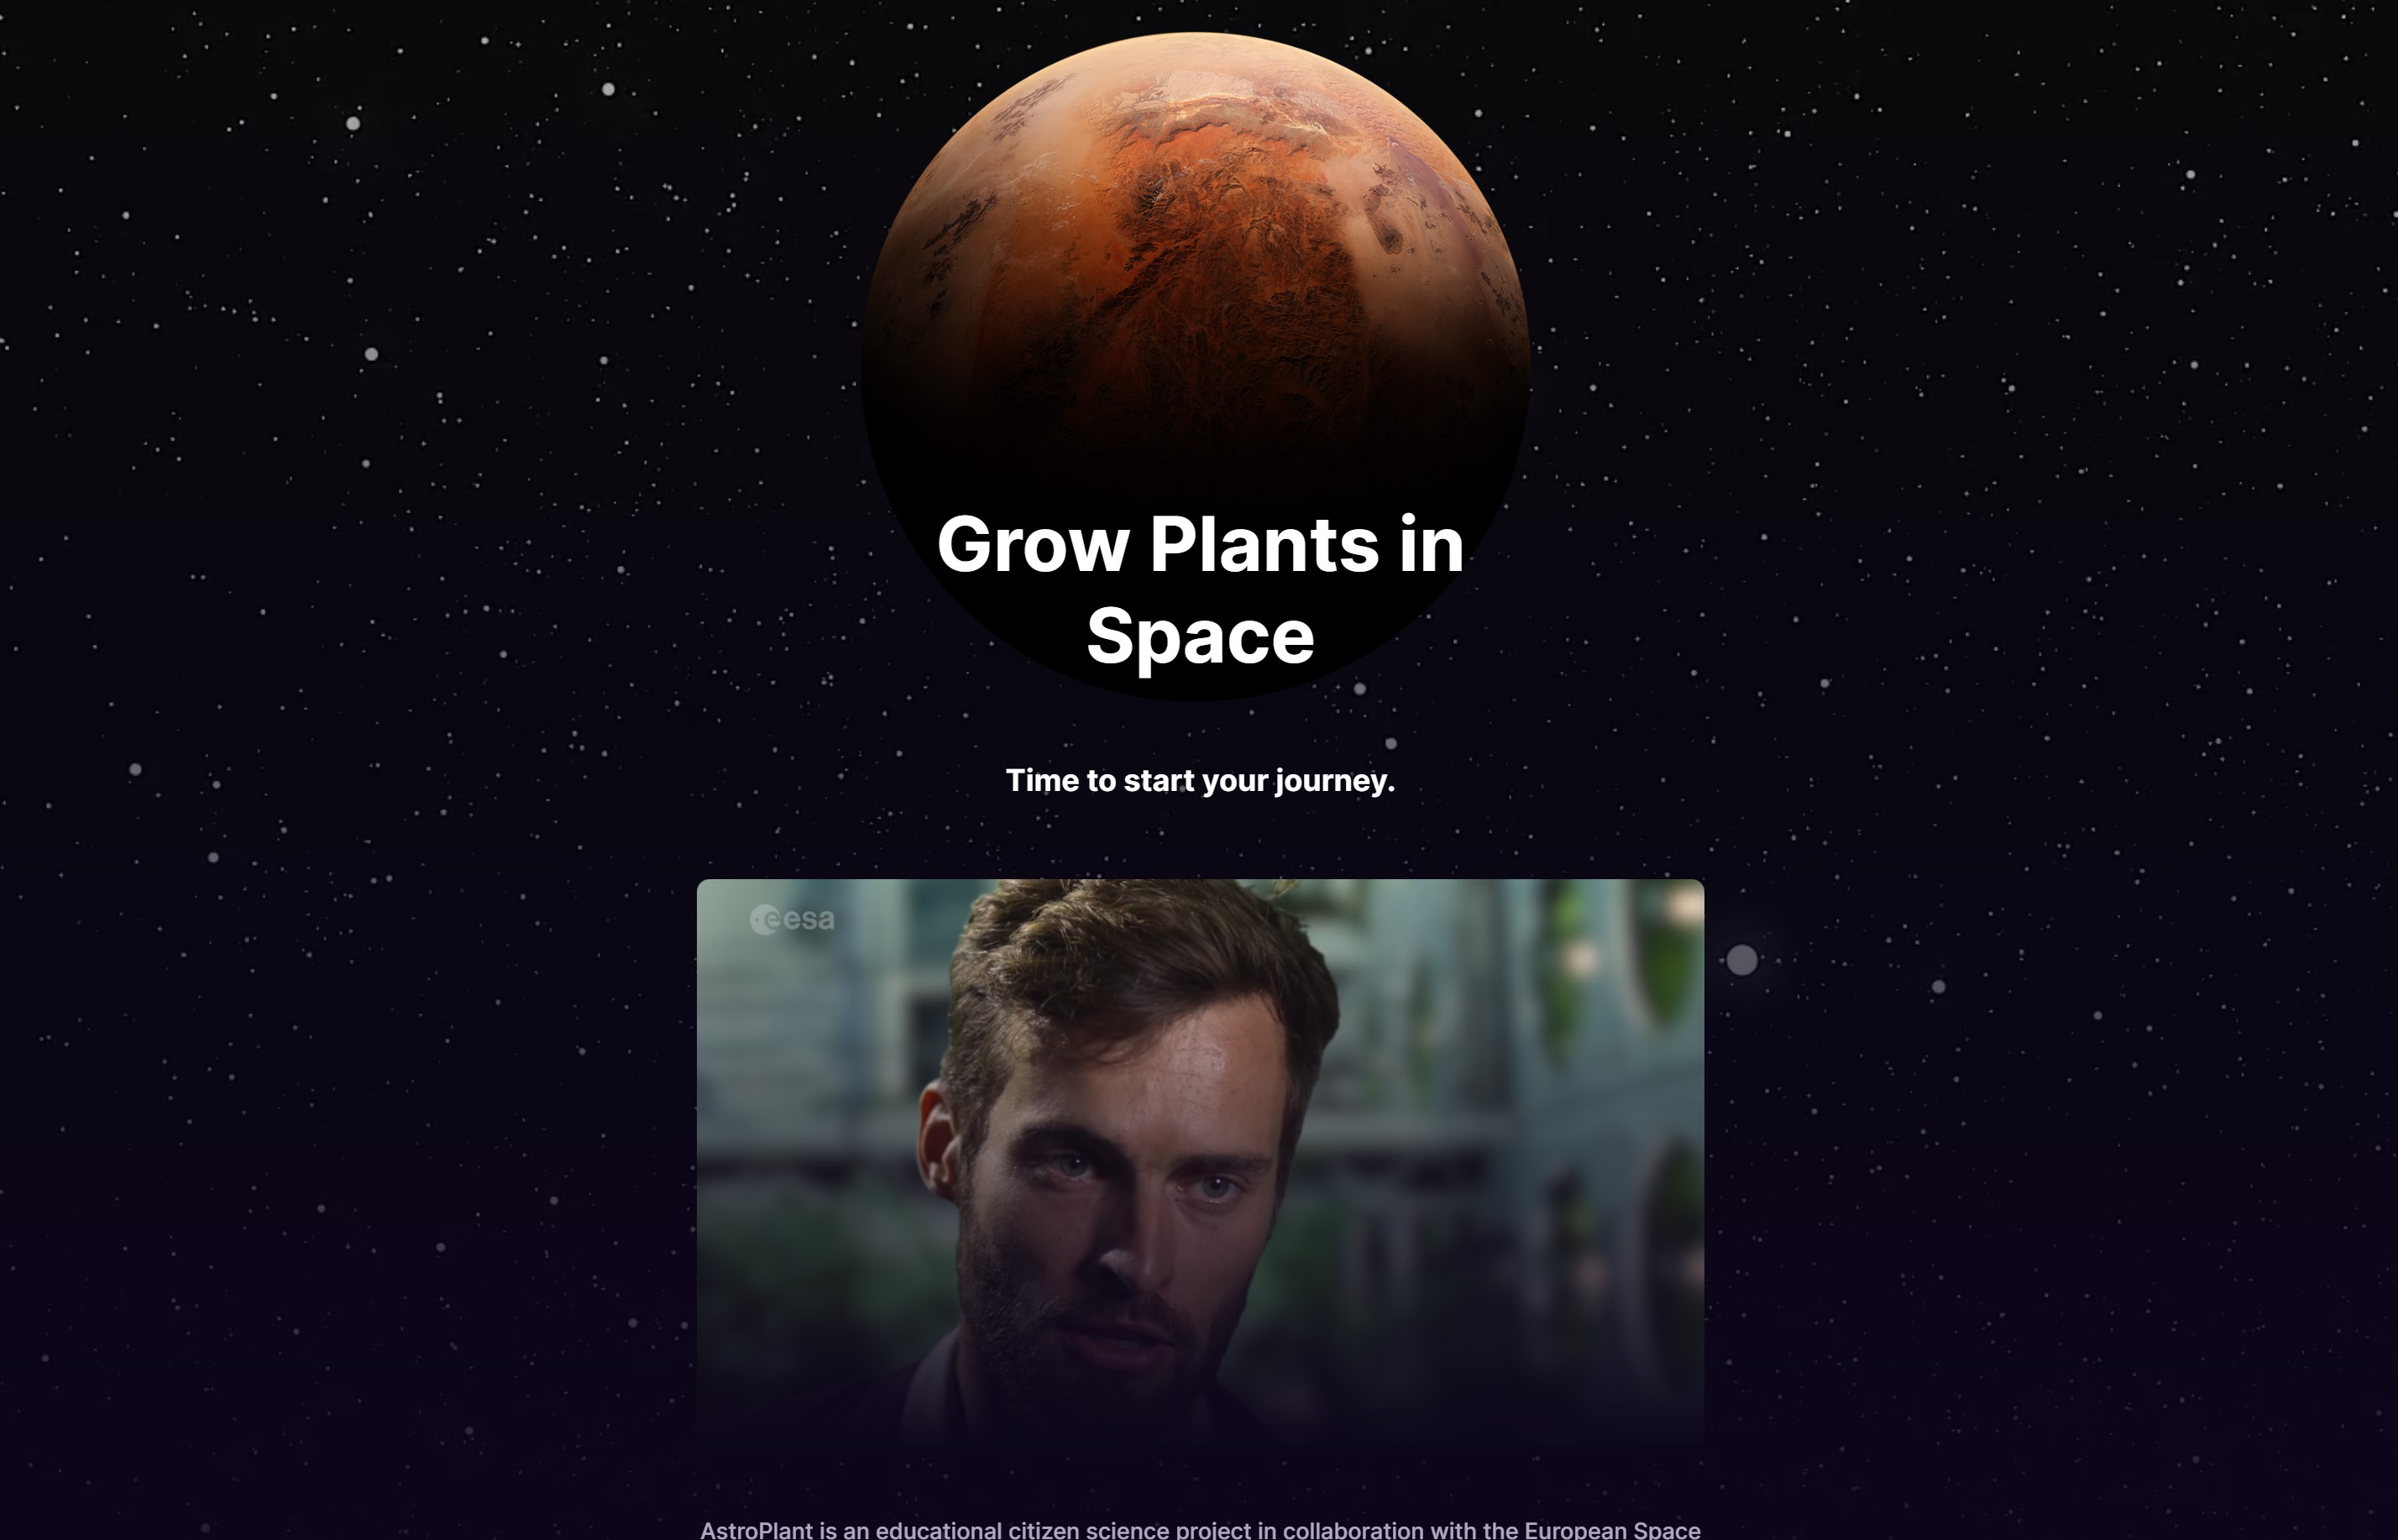 Grow Plants in
Space
Time to start your journey.
esa
AstroPlant is an educational citizen science project in collaboration with the European Space